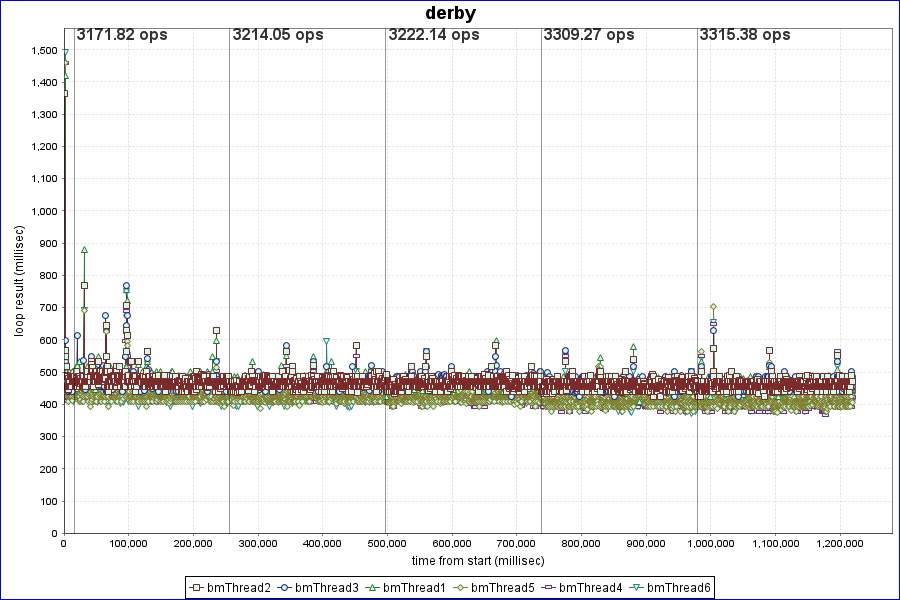 derby
3171.82 ops 3214.05 ops 3222.14 ops 3309.27 ops 3315.38 ops
1,500
1,400
1,300
1,200
1,100
1,000
900
800
700
600
500
400
300
200
100
0
loop result (millisec)
0 100,000 200,000 300,000 400,000 500,000 600,000 700,000 800,000 900,000 1,000,000 1,100,000 1,200,000
time from start (millisec)
bmThread2 bmThread3 bmThread1 bmThread5 bmThread4 bmThread6